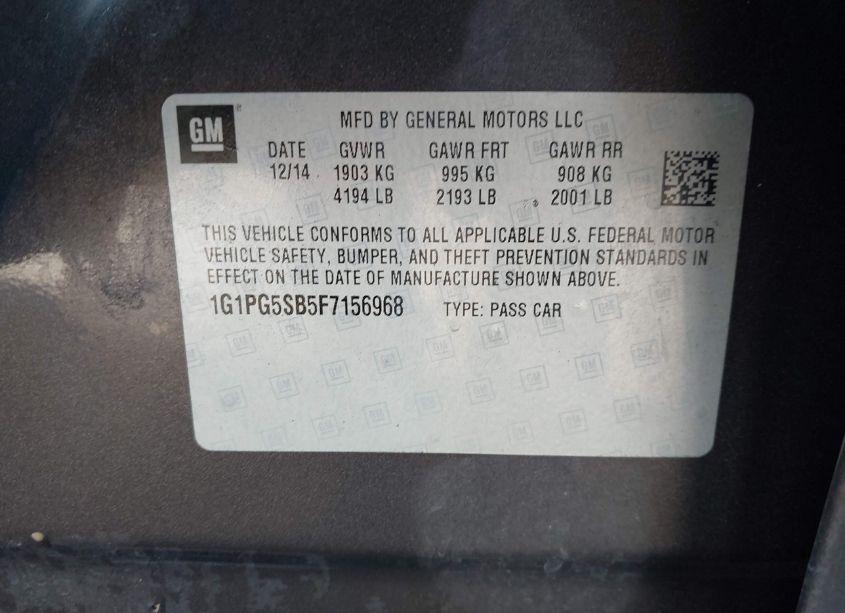 GM MFD BY GENERAL MOTORS LLC
DATE GVWR GAWR FRT GAWR RR
12/14 1903 KG 995 KG 908 KG
4194 LB 2193 LB 2001 LB
THIS VEHICLE CONFORMS TO ALL APPLICABLE U.S. FEDERAL MOTOR
VEHICLE SAFETY, BUMPER, AND THEFT PREVENTION STANDARDS IN
EFFECT ON THE DATE OF MANUFACTURE SHOWN ABOVE.
1G1PG5SB5F7156968 TYPE: PASS CAR